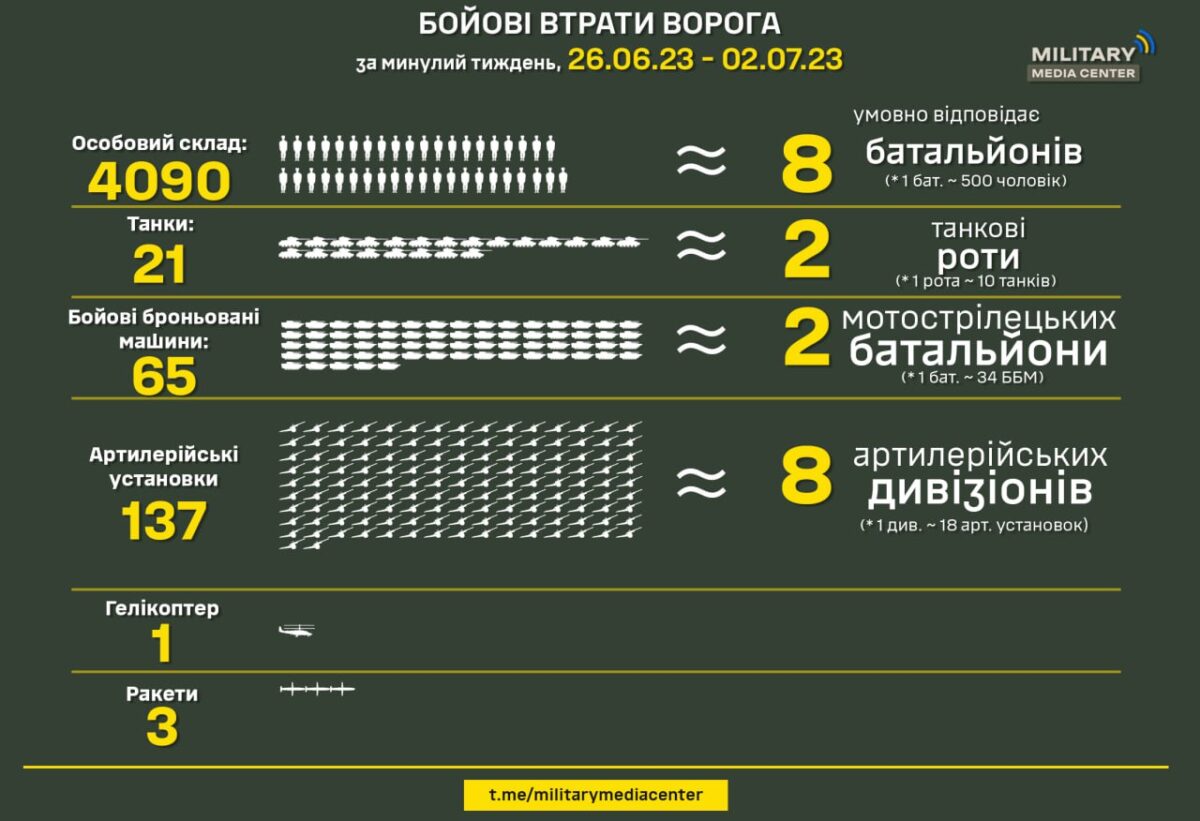 БОЙОВІ ВТРАТИ ВОРОГА
за минулий тиждень, 26.06.23 - 02.07.23
MILITARY
MEDIA CENTER
Особовий склад:
4090
≈
8
умовно відповідає
батальйонів
(*1 бат. ~ 500 чоловік)
Танки:
21
≈
2
танкові
роти
(*1 рота ~ 10 танків)
Бойові броньовані
машини:
65
≈
2
мотострілецьких
батальйони
(*1 бат. ~ 34 ББМ)
Артилерійські
установки
137
≈
8
артилерійських
дивізіонів
(*1 див. ~ 18 арт. установок)
Гелікоптер
1
Ракети
3
t.me/militarymediacenter